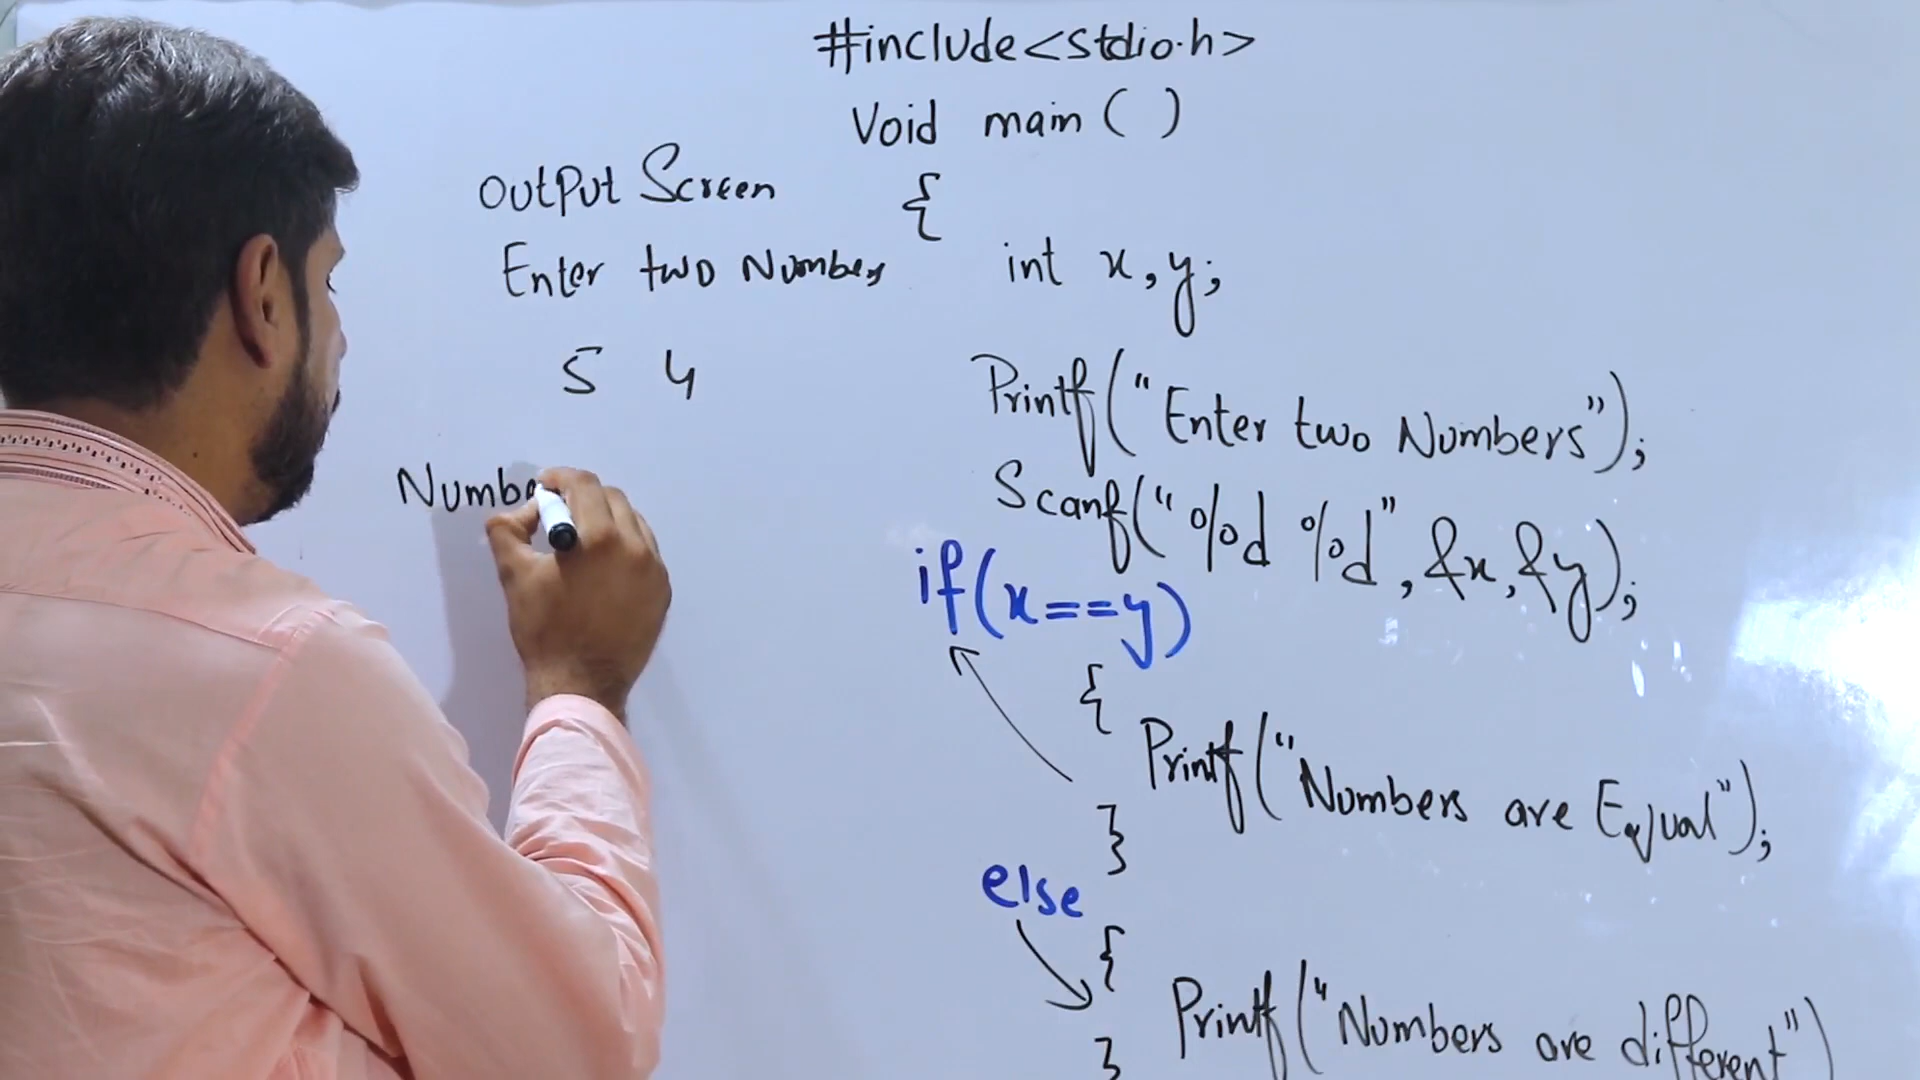 #include<stdio.h>
Void main ( )
{
int x, y;
Printf("Enter two Numbers");
Scanf("%d %d", &x, &y);
if(x==y)
{
Printf("Numbers are Equal");
}
else
{
Printf("Numbers are different")
}
OutPut Screen
Enter two Numbers
5 4
Numbe